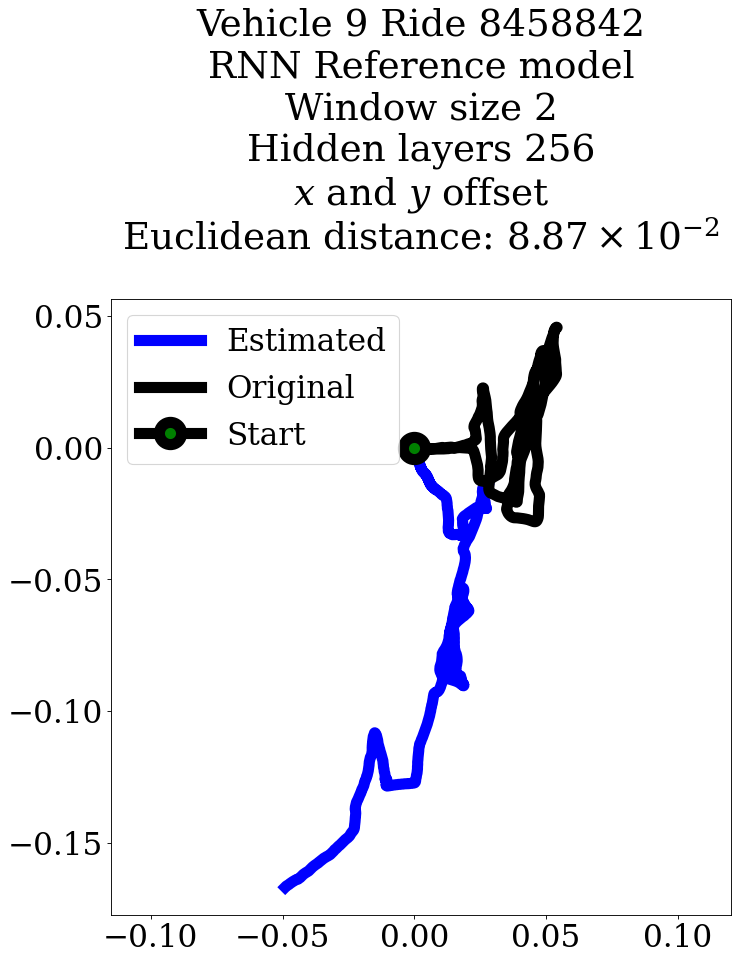 Vehicle 9 Ride 8458842
RNN Reference model
Window size 2
Hidden layers 256
x and y offset
Euclidean distance: 8.87 × 10⁻²
Estimated
Original
Start
0.05
0.00
−0.05
−0.10
−0.15
−0.10 −0.05 0.00 0.05 0.10